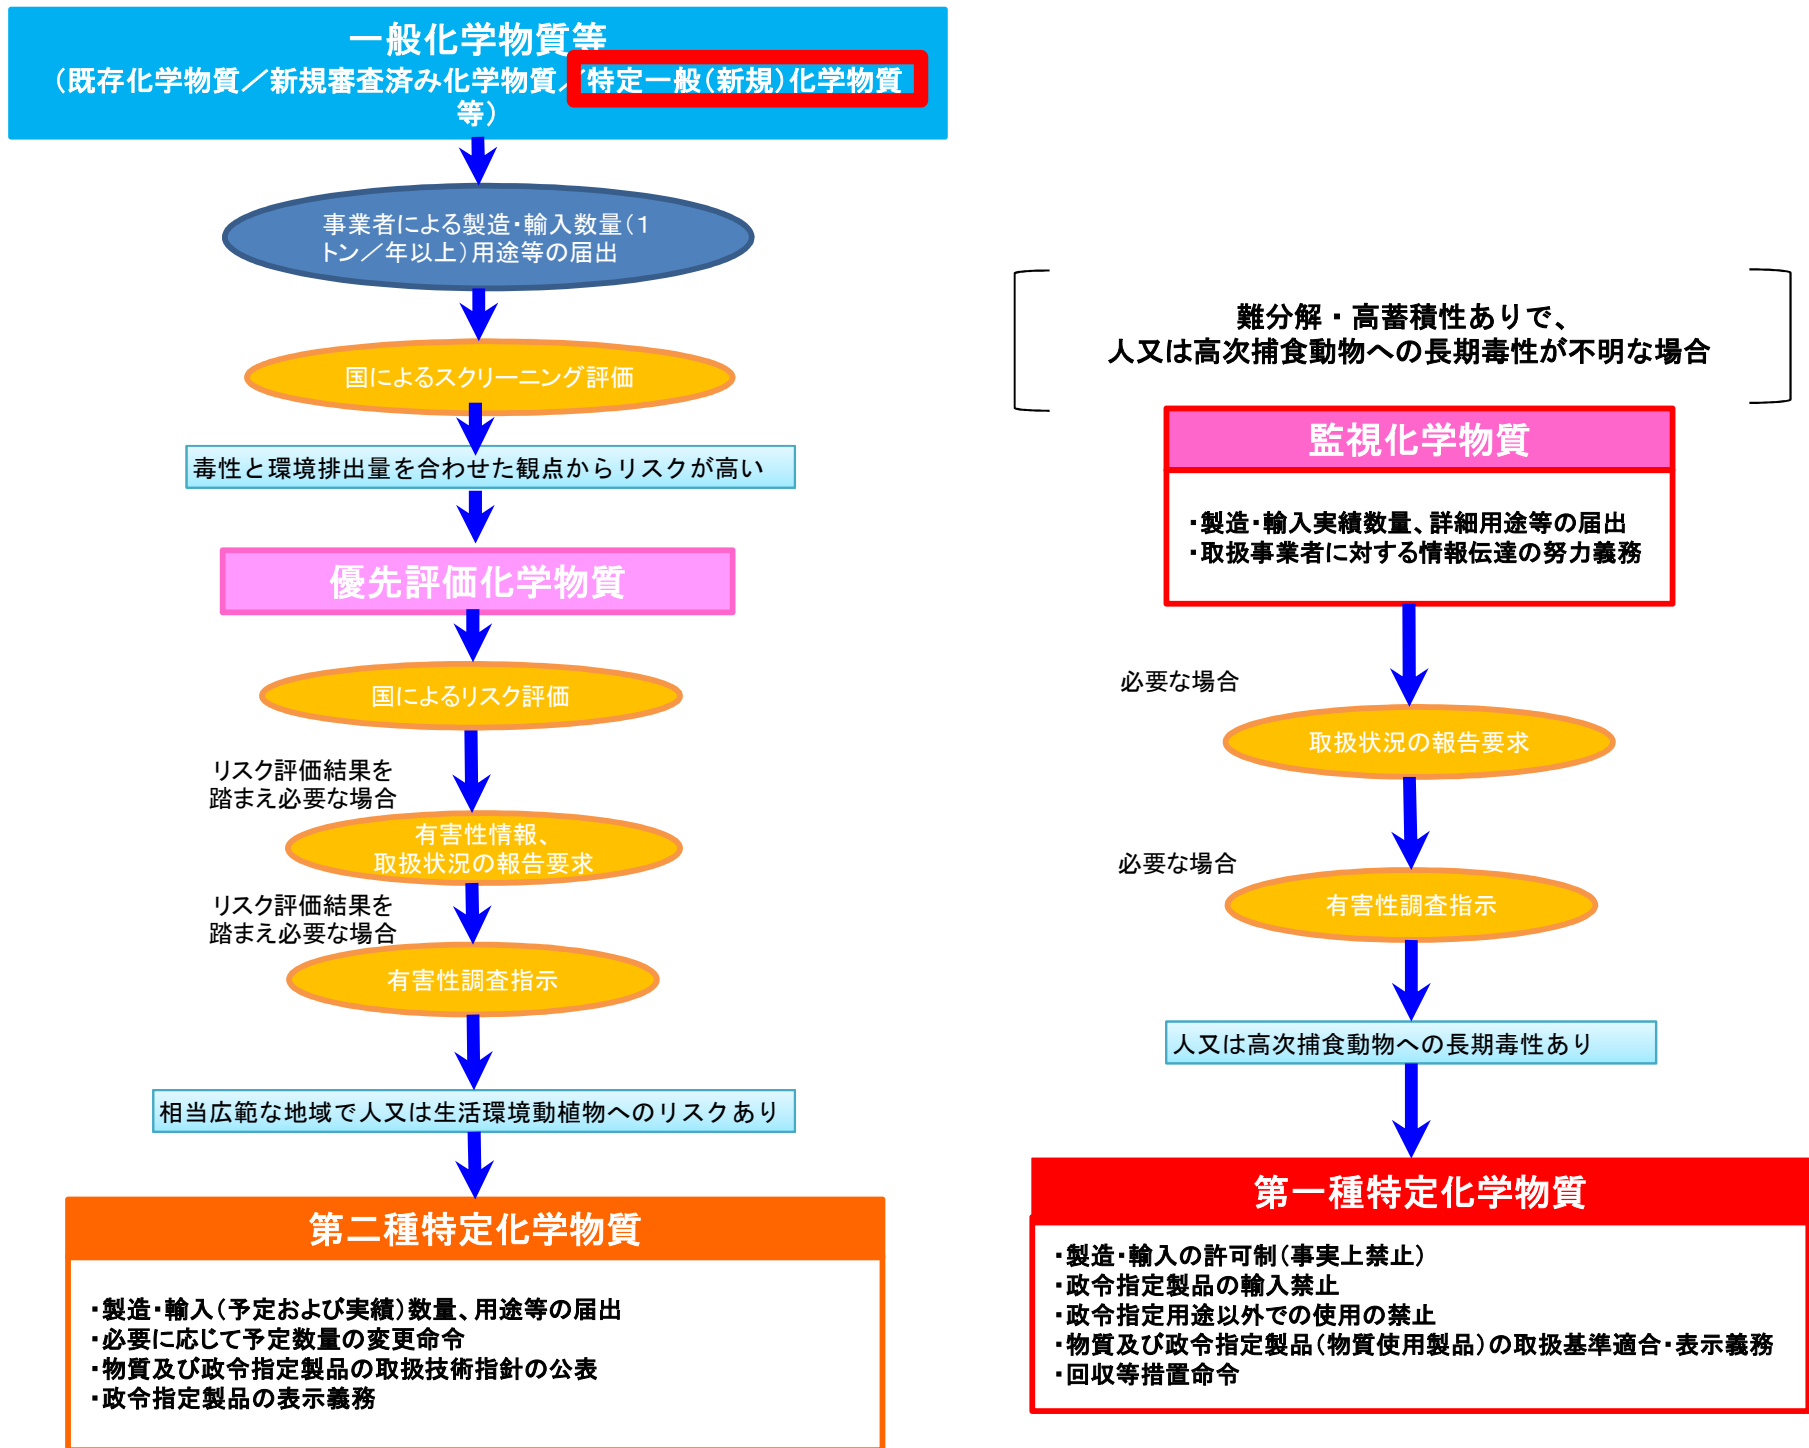 一般化学物質等
（既存化学物質／新規審査済み化学物質／特定一般（新規）化学物質
等）
事業者による製造・輸入数量（１
トン／年以上）用途等の届出
国によるスクリーニング評価
毒性と環境排出量を合わせた観点からリスクが高い
優先評価化学物質
国によるリスク評価
リスク評価結果を
踏まえ必要な場合
有害性情報、
取扱状況の報告要求
リスク評価結果を
踏まえ必要な場合
有害性調査指示
相当広範な地域で人又は生活環境動植物へのリスクあり
第二種特定化学物質
・製造・輸入（予定および実績）数量、用途等の届出
・必要に応じて予定数量の変更命令
・物質及び政令指定製品の取扱技術指針の公表
・政令指定製品の表示義務
難分解・高蓄積性ありで、
人又は高次捕食動物への長期毒性が不明な場合
監視化学物質
・製造・輸入実績数量、詳細用途等の届出
・取扱事業者に対する情報伝達の努力義務
必要な場合
取扱状況の報告要求
必要な場合
有害性調査指示
人又は高次捕食動物への長期毒性あり
第一種特定化学物質
・製造・輸入の許可制（事実上禁止）
・政令指定製品の輸入禁止
・政令指定用途以外での使用の禁止
・物質及び政令指定製品（物質使用製品）の取扱基準適合・表示義務
・回収等措置命令